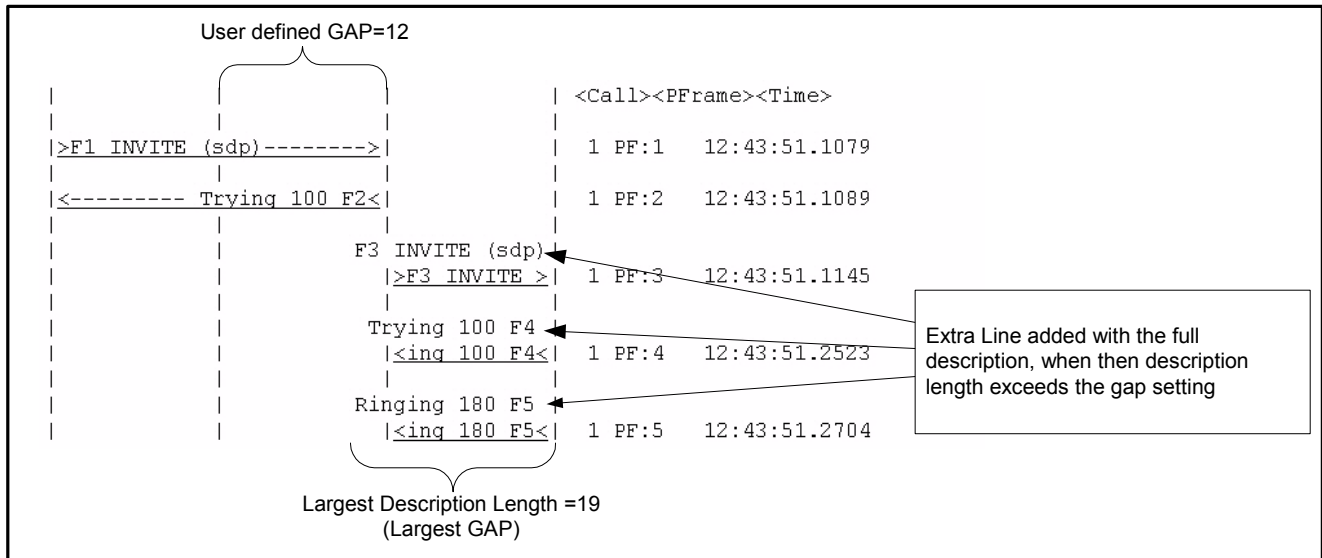 User defined GAP=12
| | | | <Call><PFrame><Time>
| | | |
|>F1 INVITE (sdp)-------->| | 1 PF:1 12:43:51.1079
| | | |
|<--------- Trying 100 F2<| | 1 PF:2 12:43:51.1089
| | | |
| | F3 INVITE (sdp)|
| | |>F3 INVITE >| 1 PF:3 12:43:51.1145
| | | |
| | Trying 100 F4 |
| | |<ing 100 F4<| 1 PF:4 12:43:51.2523
| | | |
| | Ringing 180 F5 |
| | |<ing 180 F5<| 1 PF:5 12:43:51.2704
Extra Line added with the full
description, when then description
length exceeds the gap setting
Largest Description Length =19
(Largest GAP)